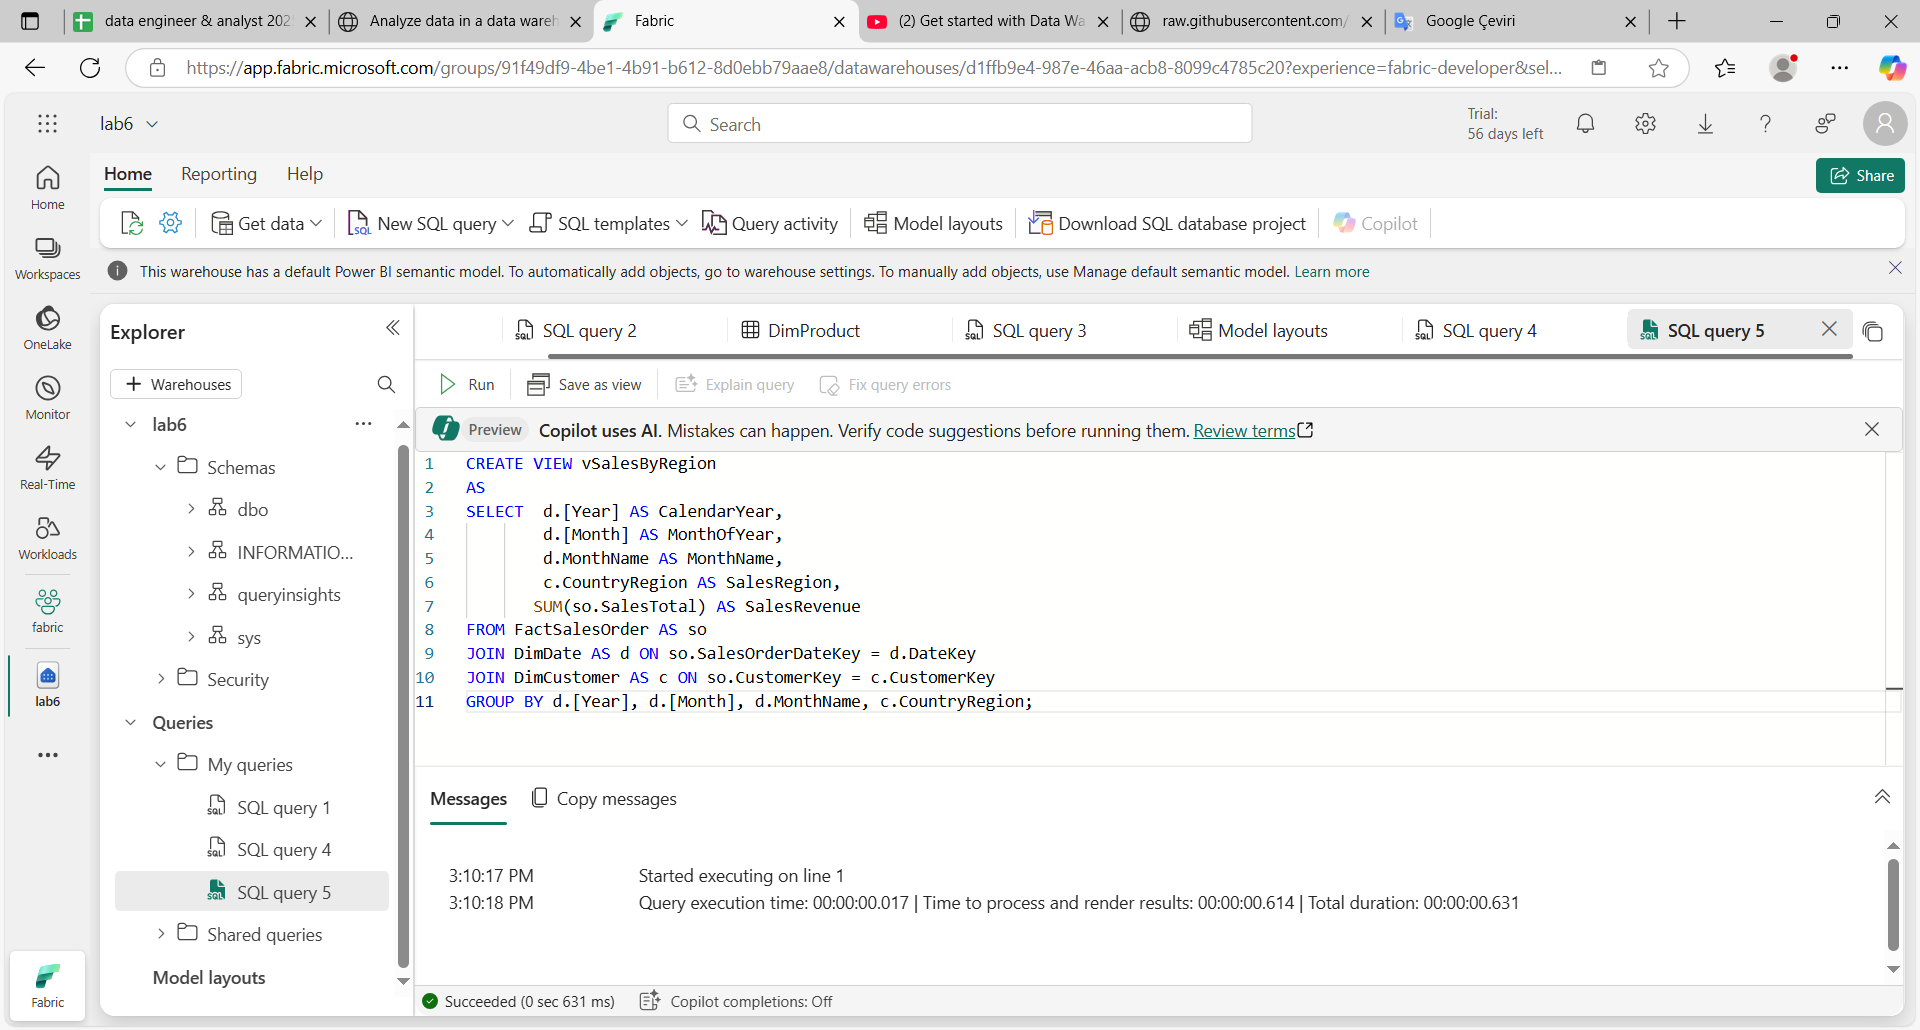 data engineer & analyst 202
Analyze data in a data wareh
Fabric
(2) Get started with Data Wa
raw.githubusercontent.com/
Google Çeviri
https://app.fabric.microsoft.com/groups/91f49df9-4be1-4b91-b612-8d0ebb79aae8/datawarehouses/d1ffb9e4-987e-46aa-acb8-8099c4785c20?experience=fabric-developer&sel...
lab6
Search
Trial:
56 days left
Home Reporting Help
Share
Get data
New SQL query
SQL templates
Query activity
Model layouts
Download SQL database project
Copilot
This warehouse has a default Power BI semantic model. To automatically add objects, go to warehouse settings. To manually add objects, use Manage default semantic model. Learn more
Home
Workspaces
OneLake
Monitor
Real-Time
Workloads
fabric
lab6
Fabric
Explorer
+ Warehouses
lab6
Schemas
dbo
INFORMATIO...
queryinsights
sys
Security
Queries
My queries
SQL query 1
SQL query 4
SQL query 5
Shared queries
Model layouts
SQL query 2
DimProduct
SQL query 3
Model layouts
SQL query 4
SQL query 5
Run
Save as view
Explain query
Fix query errors
Preview Copilot uses AI. Mistakes can happen. Verify code suggestions before running them. Review terms
1 CREATE VIEW vSalesByRegion
2 AS
3 SELECT d.[Year] AS CalendarYear,
4 d.[Month] AS MonthOfYear,
5 d.MonthName AS MonthName,
6 c.CountryRegion AS SalesRegion,
7 SUM(so.SalesTotal) AS SalesRevenue
8 FROM FactSalesOrder AS so
9 JOIN DimDate AS d ON so.SalesOrderDateKey = d.DateKey
10 JOIN DimCustomer AS c ON so.CustomerKey = c.CustomerKey
11 GROUP BY d.[Year], d.[Month], d.MonthName, c.CountryRegion;
Messages
Copy messages
3:10:17 PM Started executing on line 1
3:10:18 PM Query execution time: 00:00:00.017 | Time to process and render results: 00:00:00.614 | Total duration: 00:00:00.631
Succeeded (0 sec 631 ms)
Copilot completions: Off